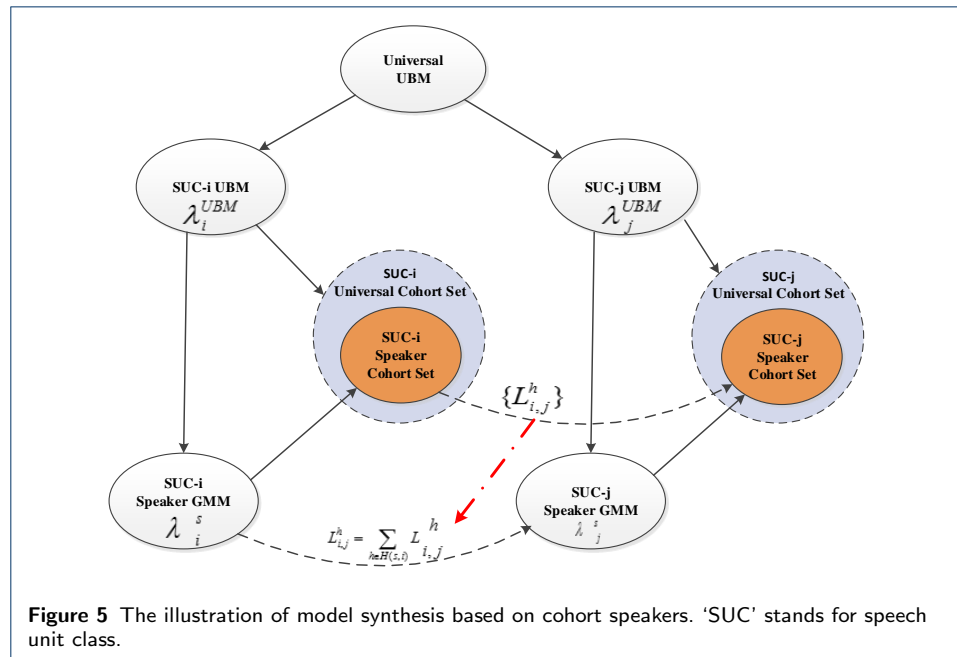 Universal
UBM
SUC-i UBM
λ_i^{UBM}
SUC-j UBM
λ_j^{UBM}
SUC-i
Universal Cohort Set
SUC-i
Speaker
Cohort Set
SUC-j
Universal Cohort Set
SUC-j
Speaker
Cohort Set
{L_{i,j}^h}
SUC-i
Speaker GMM
λ_i^s
L_{i,j}^h = ∑_{h∈H(s,i)} L_{i,j}^h
SUC-j
Speaker GMM
λ_j^s
Figure 5 The illustration of model synthesis based on cohort speakers. ‘SUC’ stands for speech
unit class.